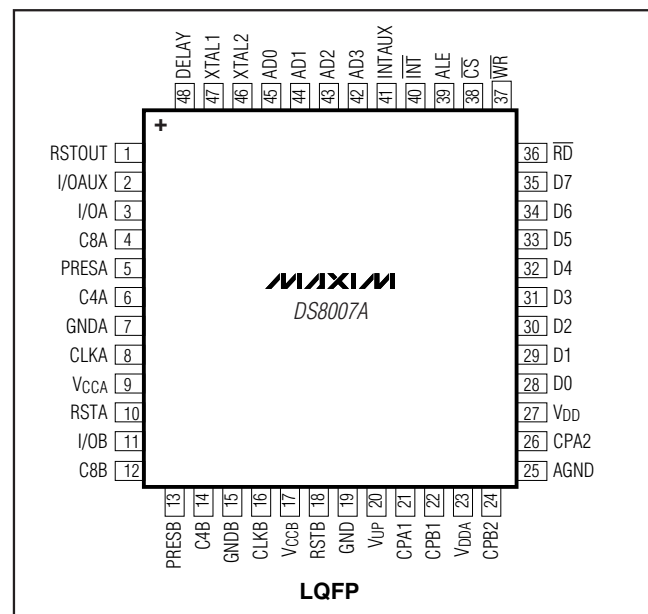 DELAY
XTAL1
XTAL2
AD0
AD1
AD2
AD3
INTAUX
INT
ALE
CS
WR
48
47
46
45
44
43
42
41
40
39
38
37
+
RSTOUT 1
I/OAUX 2
I/OA 3
C8A 4
PRESA 5
C4A 6
GNDA 7
CLKA 8
VCCA 9
RSTA 10
I/OB 11
C8B 12
MAXIM
DS8007A
36 RD
35 D7
34 D6
33 D5
32 D4
31 D3
30 D2
29 D1
28 D0
27 VDD
26 CPA2
25 AGND
13
14
15
16
17
18
19
20
21
22
23
24
PRESB
C4B
GNDB
CLKB
VCCB
RSTB
GND
VUP
CPA1
CPB1
VDDA
CPB2
LQFP